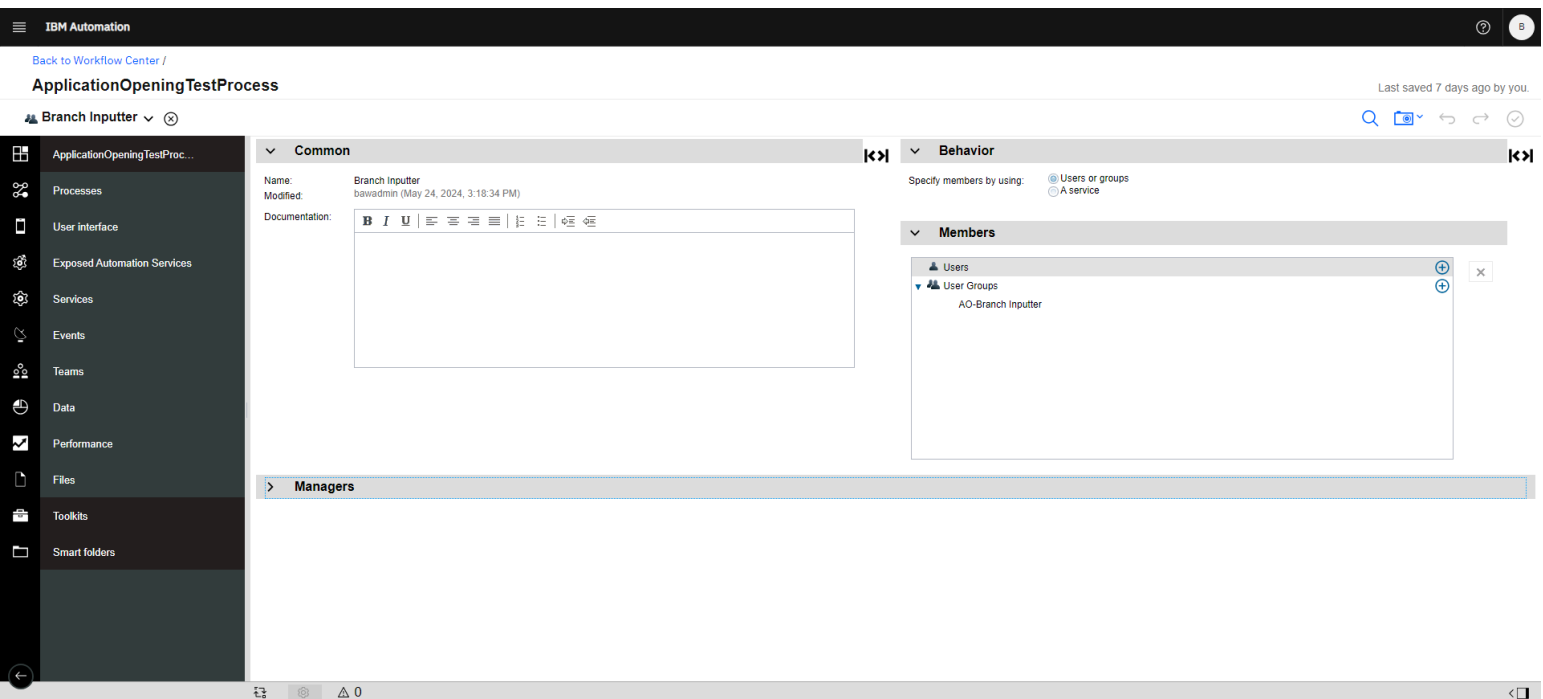 IBM Automation
B
Back to Workflow Center /
ApplicationOpeningTestProcess
Last saved 7 days ago by you.
Branch Inputter
ApplicationOpeningTestProc...
Processes
User interface
Exposed Automation Services
Services
Events
Teams
Data
Performance
Files
Toolkits
Smart folders
Common
Name: Branch Inputter
Modified: bawadmin (May 24, 2024, 3:18:34 PM)
Documentation:
B I U
Behavior
Specify members by using: Users or groups
A service
Members
Users
User Groups
AO-Branch Inputter
Managers
0